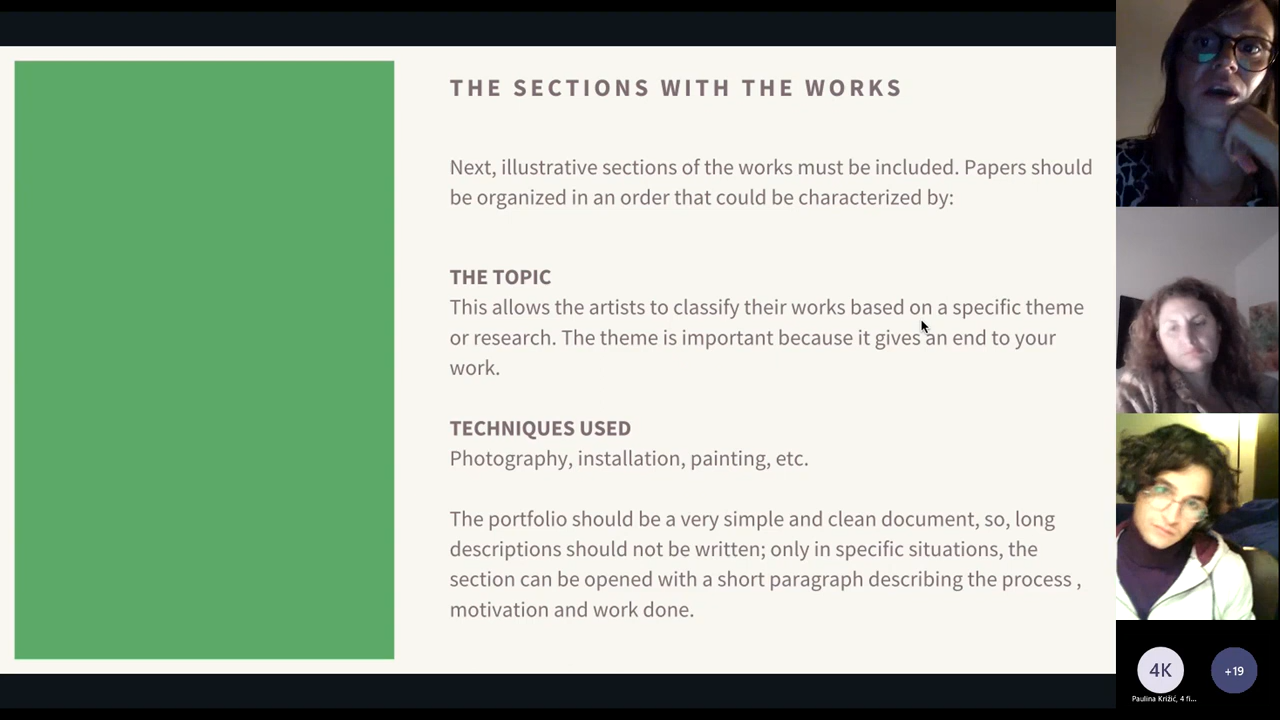 THE SECTIONS WITH THE WORKS
Next, illustrative sections of the works must be included. Papers should
be organized in an order that could be characterized by:
THE TOPIC
This allows the artists to classify their works based on a specific theme
or research. The theme is important because it gives an end to your
work.
TECHNIQUES USED
Photography, installation, painting, etc.
The portfolio should be a very simple and clean document, so, long
descriptions should not be written; only in specific situations, the
section can be opened with a short paragraph describing the process ,
motivation and work done.
4K
+19
Paulina Križić, 4 fi...